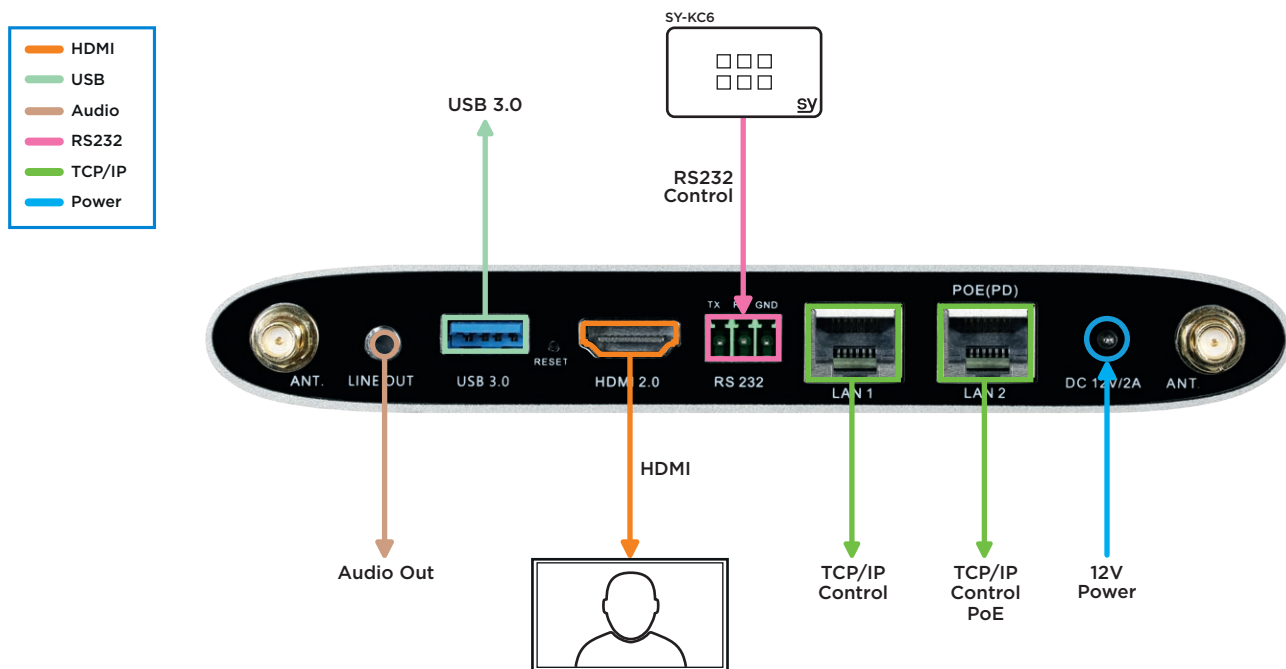 SY-KC6
sy
HDMI
USB
Audio
RS232
TCP/IP
Power
USB 3.0
RS232
Control
TX
GND
POE(PD)
ANT.
LINE OUT
USB 3.0
RESET
HDMI 2.0
RS 232
LAN 1
LAN 2
DC 12V/2A
ANT.
HDMI
Audio Out
TCP/IP
Control
TCP/IP
Control
PoE
12V
Power